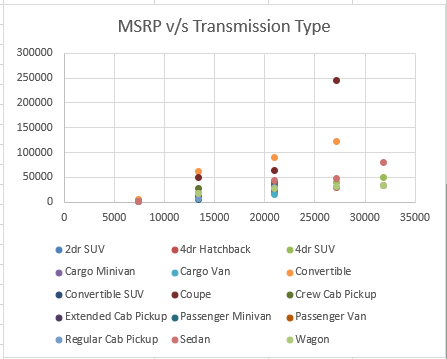 MSRP v/s Transmission Type
300000
250000
200000
150000
100000
50000
0
0 5000 10000 15000 20000 25000 30000 35000
2dr SUV 4dr Hatchback 4dr SUV
Cargo Minivan Cargo Van Convertible
Convertible SUV Coupe Crew Cab Pickup
Extended Cab Pickup Passenger Minivan Passenger Van
Regular Cab Pickup Sedan Wagon